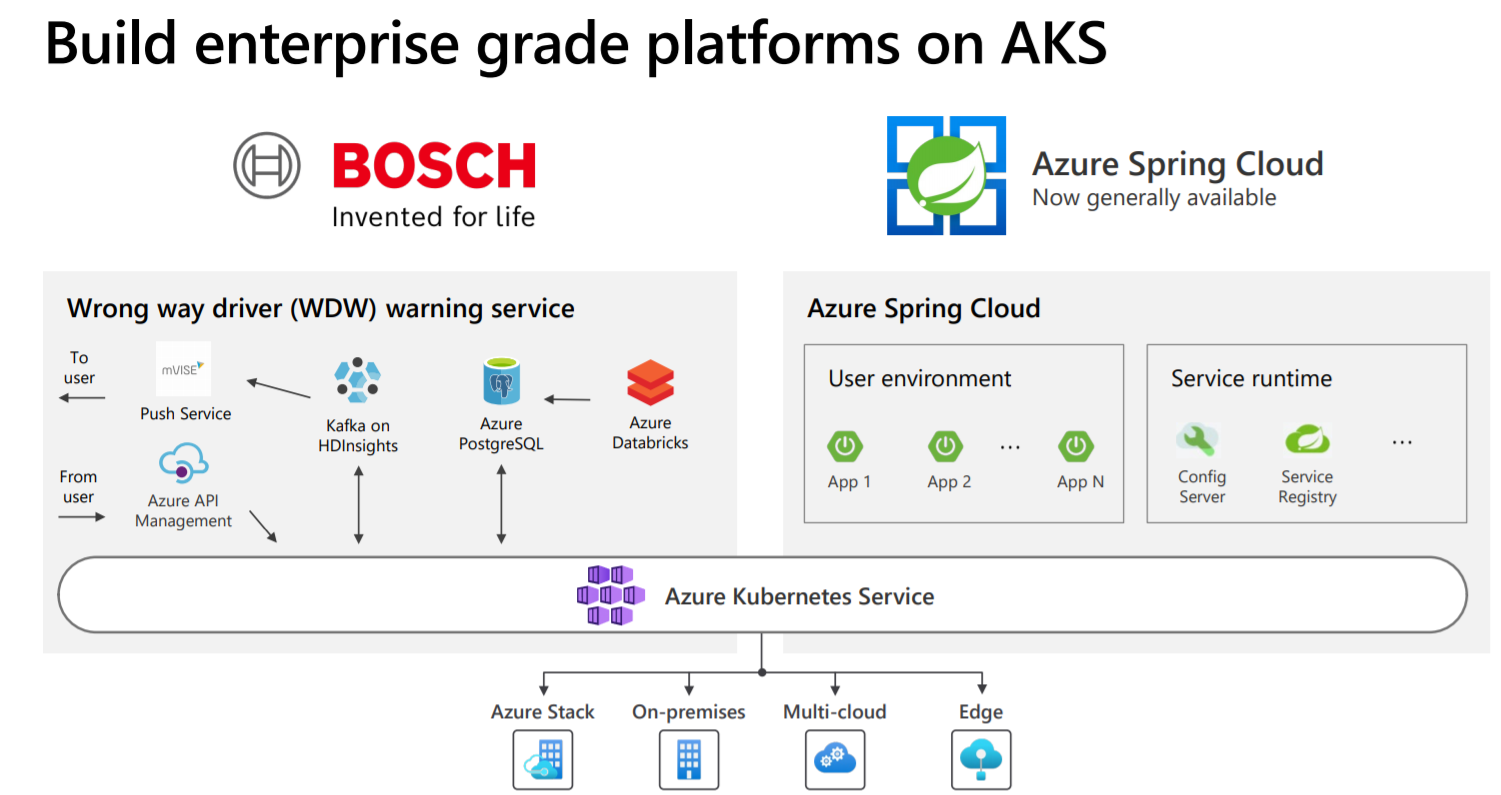 Build enterprise grade platforms on AKS
BOSCH
Invented for life
Azure Spring Cloud
Now generally available
Wrong way driver (WDW) warning service
To
user
mVISE
Push Service
Kafka on
HDInsights
Azure
PostgreSQL
Azure
Databricks
From
user
Azure API
Management
Azure Spring Cloud
User environment
App 1
App 2
...
App N
Service runtime
Config
Server
Service
Registry
...
Azure Kubernetes Service
Azure Stack
On-premises
Multi-cloud
Edge